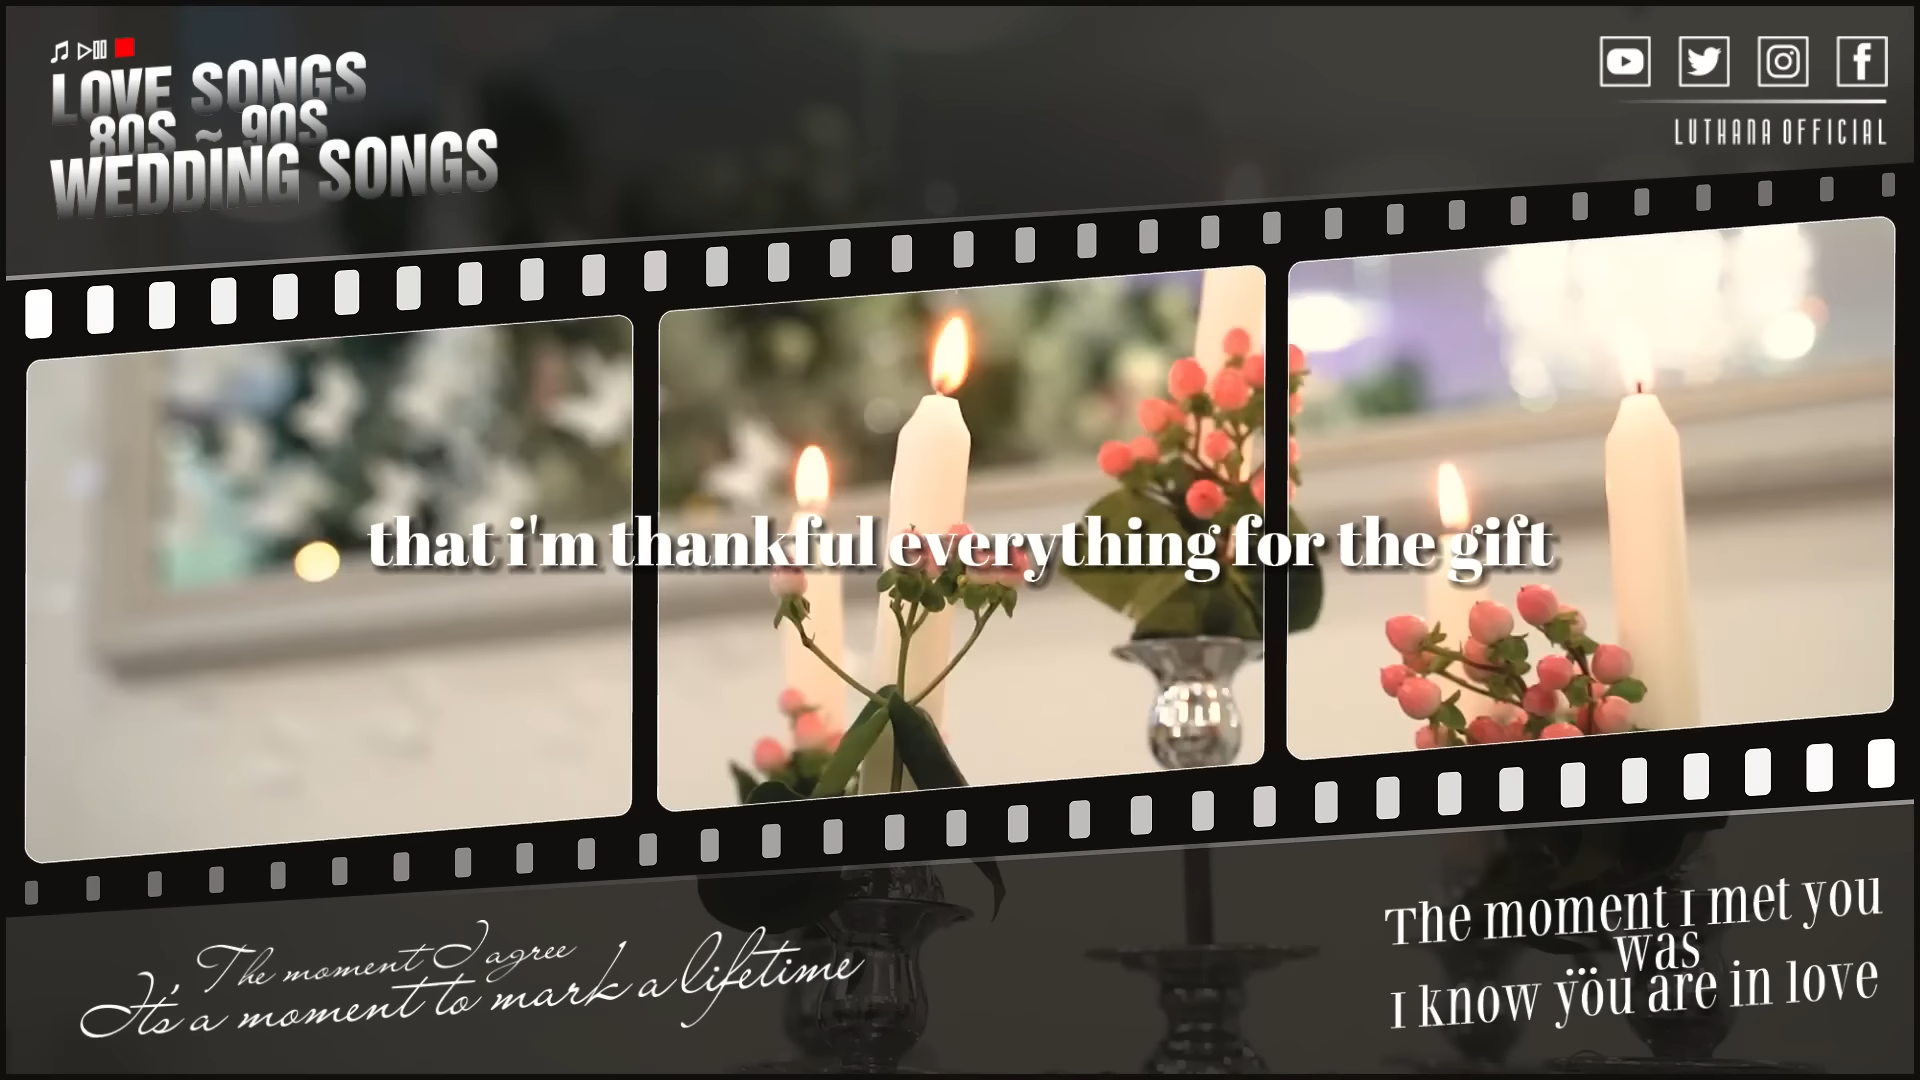 LOVE SONGS
80S ~ 90S
WEDDING SONGS
LUTHANA OFFICIAL
that i'm thankful everything for the gift
The moment I agree
It's a moment to mark a lifetime
The moment I met you
was
I know yöu are in love